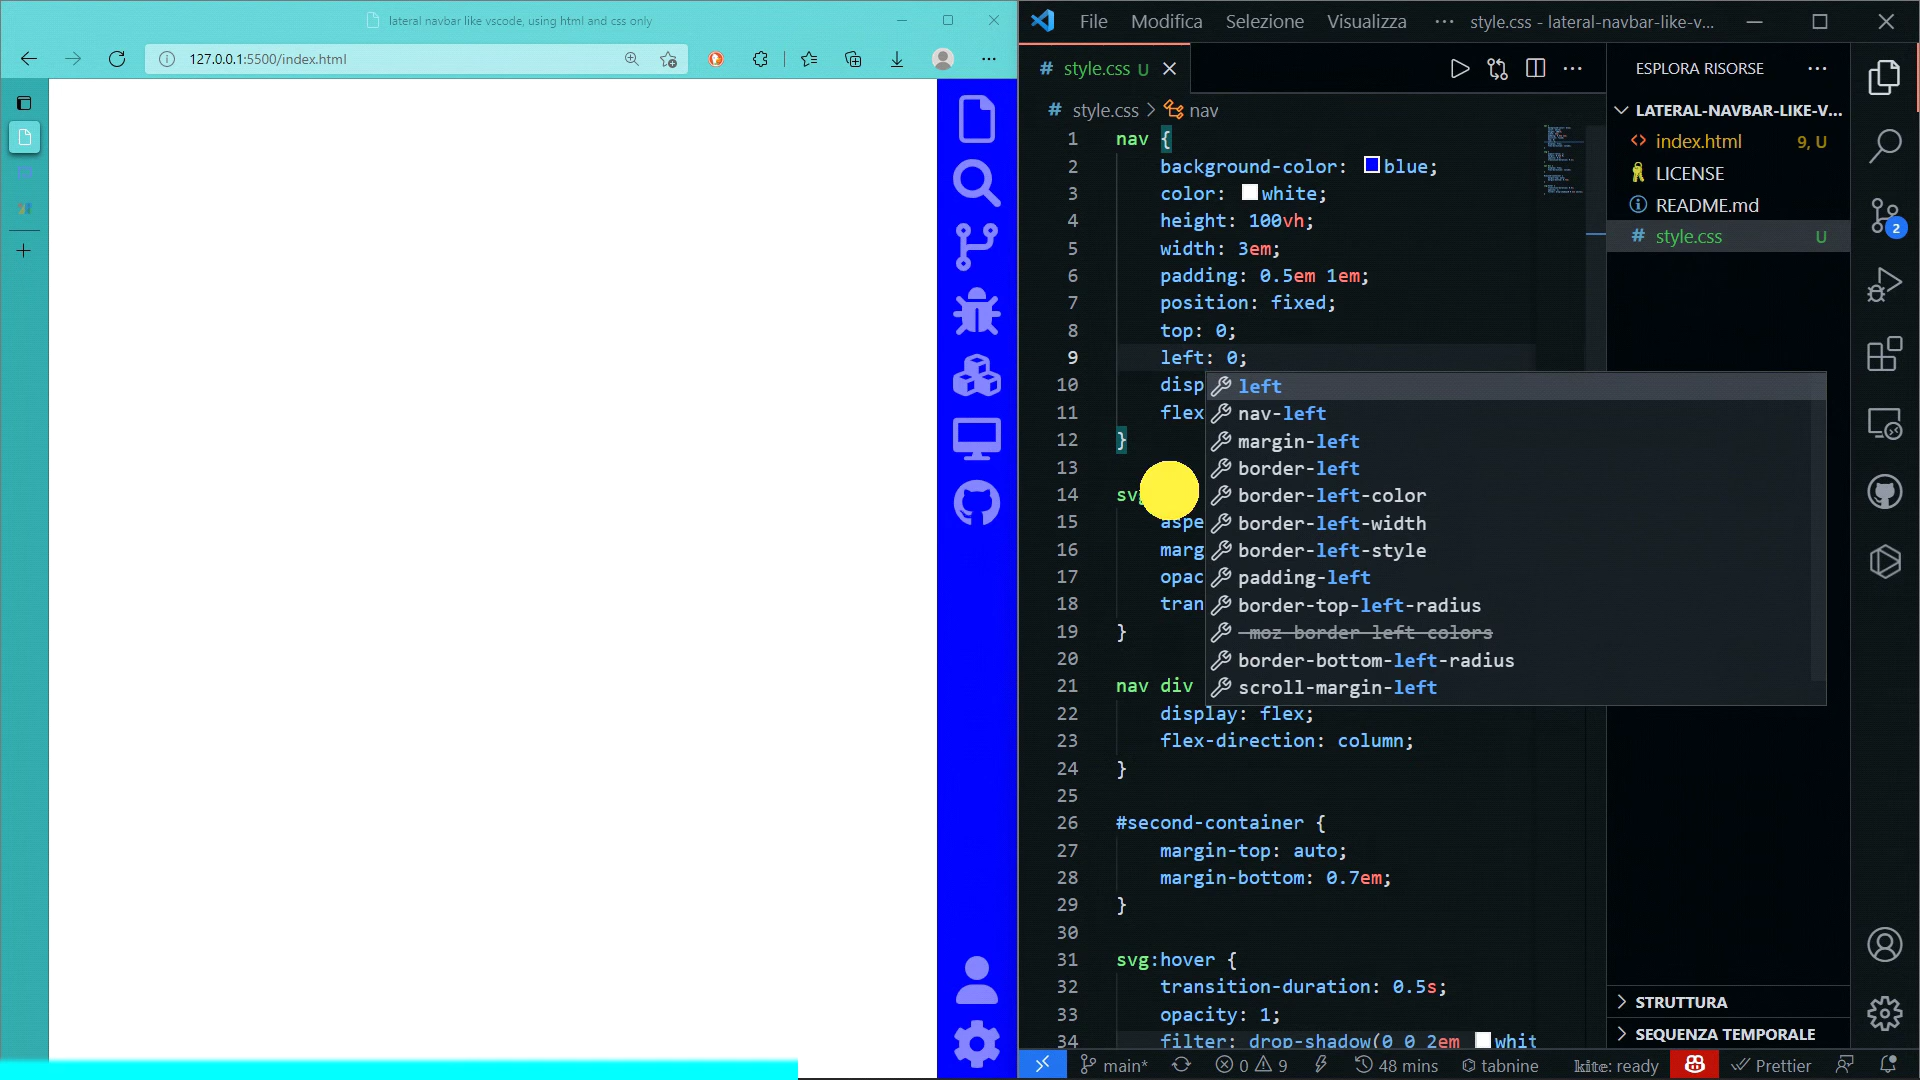 lateral navbar like vscode, using html and css only
127.0.0.1:5500/index.html
File Modifica Selezione Visualizza ··· style.css - lateral-navbar-like-v...
# style.css U
ESPLORA RISORSE
# style.css > nav
LATERAL-NAVBAR-LIKE-V...
index.html 9, U
LICENSE
README.md
# style.css U
1 nav {
2 background-color: blue;
3 color: white;
4 height: 100vh;
5 width: 3em;
6 padding: 0.5em 1em;
7 position: fixed;
8 top: 0;
9 left: 0;
10 disp
11 flex
12 }
13
14 sv
15 aspe
16 marg
17 opac
18 tran
19 }
20
21 nav div
22 display: flex;
23 flex-direction: column;
24 }
25
26 #second-container {
27 margin-top: auto;
28 margin-bottom: 0.7em;
29 }
30
31 svg:hover {
32 transition-duration: 0.5s;
33 opacity: 1;
34 filter: drop-shadow(0 0 2em whit
left
nav-left
margin-left
border-left
border-left-color
border-left-width
border-left-style
padding-left
border-top-left-radius
-moz-border-left-colors
border-bottom-left-radius
scroll-margin-left
2
STRUTTURA
SEQUENZA TEMPORALE
main* 0 9 48 mins tabnine kite: ready Prettier